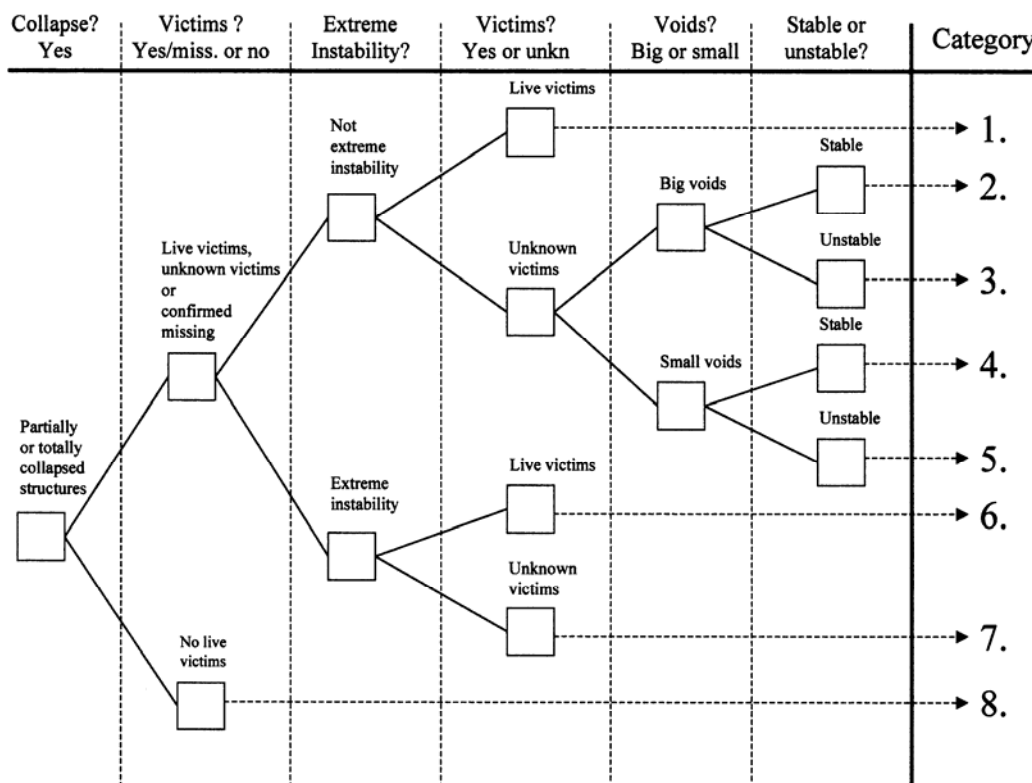 Collapse?
Yes
Victims ?
Yes/miss. or no
Extreme
Instability?
Victims?
Yes or unkn
Voids?
Big or small
Stable or
unstable?
Category
Live victims
1.
Not
extreme
instability
Stable
2.
Big voids
Live victims,
unknown victims
or
confirmed
missing
Unknown
victims
Unstable
3.
Stable
4.
Small voids
Unstable
5.
Partially
or totally
collapsed
structures
Extreme
instability
Live victims
6.
Unknown
victims
7.
No live
victims
8.